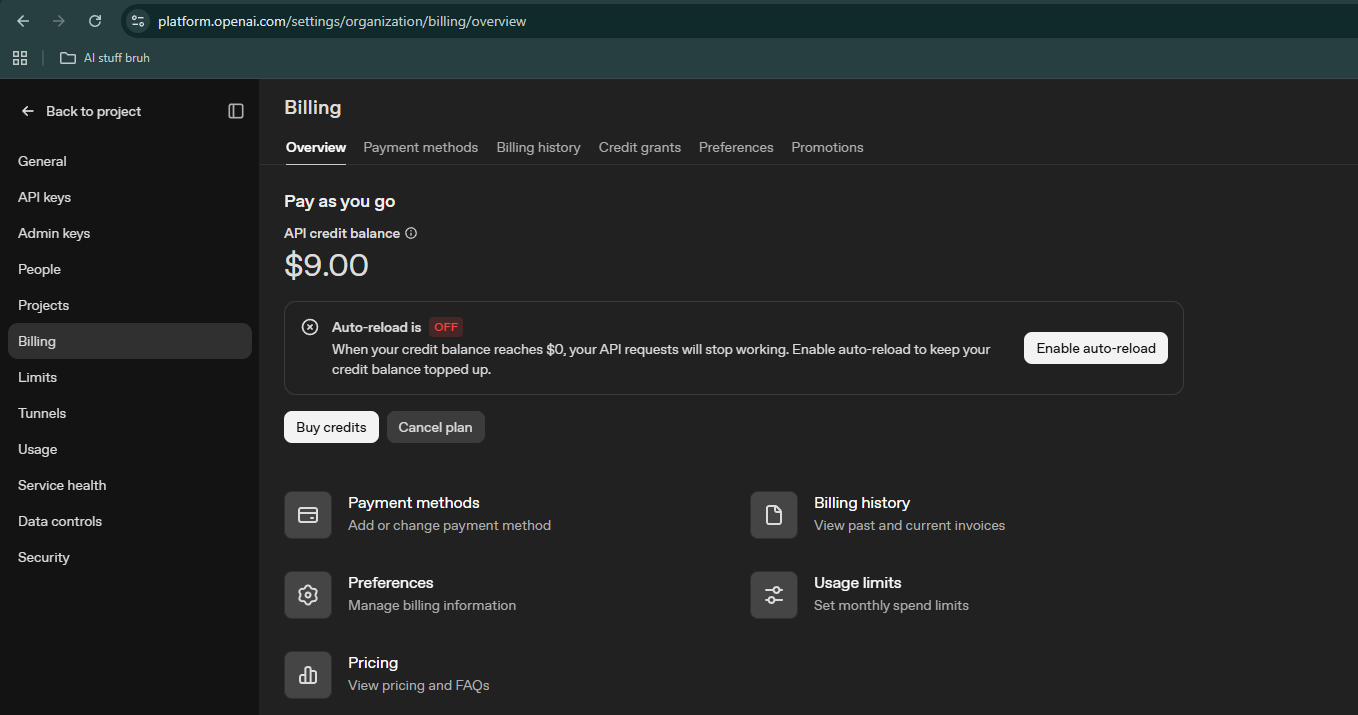 platform.openai.com/settings/organization/billing/overview
AI stuff bruh
Back to project
General
API keys
Admin keys
People
Projects
Billing
Limits
Tunnels
Usage
Service health
Data controls
Security
Billing
Overview Payment methods Billing history Credit grants Preferences Promotions
Pay as you go
API credit balance
$9.00
Auto-reload is OFF
When your credit balance reaches $0, your API requests will stop working. Enable auto-reload to keep your
credit balance topped up.
Enable auto-reload
Buy credits Cancel plan
Payment methods
Add or change payment method
Billing history
View past and current invoices
Preferences
Manage billing information
Usage limits
Set monthly spend limits
Pricing
View pricing and FAQs